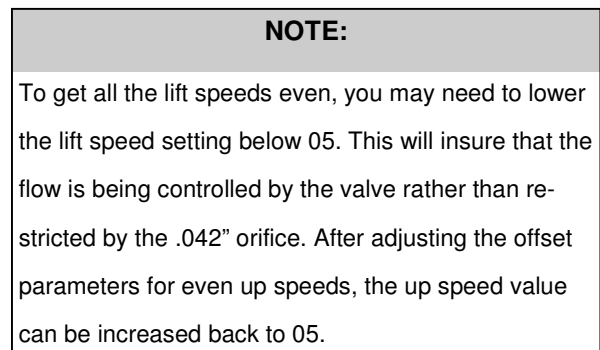 NOTE:
To get all the lift speeds even, you may need to lower
the lift speed setting below 05. This will insure that the
flow is being controlled by the valve rather than re-
stricted by the .042” orifice. After adjusting the offset
parameters for even up speeds, the up speed value
can be increased back to 05.